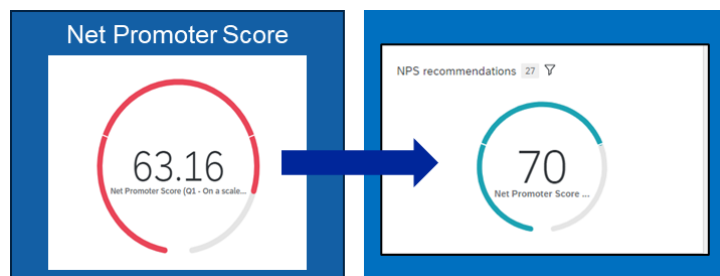 Net Promoter Score
63.16
Net Promoter Score (Q1 - On a scale...
NPS recommendations 27
70
Net Promoter Score ...